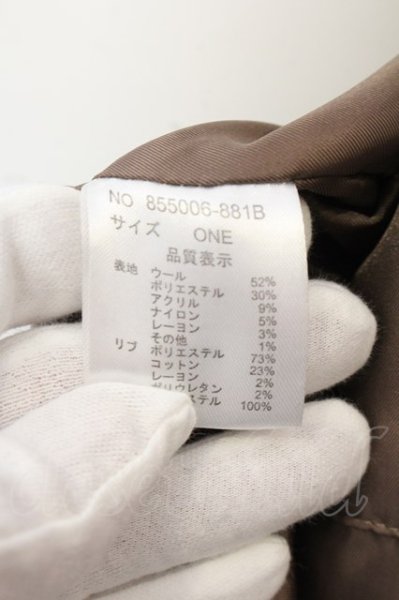 NO 855006-881B
サイズ ONE
品質表示
表地 ウール 52%
ポリエステル 30%
アクリル 9%
ナイロン 5%
レーヨン 3%
その他 1%
リブ ポリエステル 73%
コットン 23%
レーヨン 2%
ポリウレタン 2%
エステル 100%